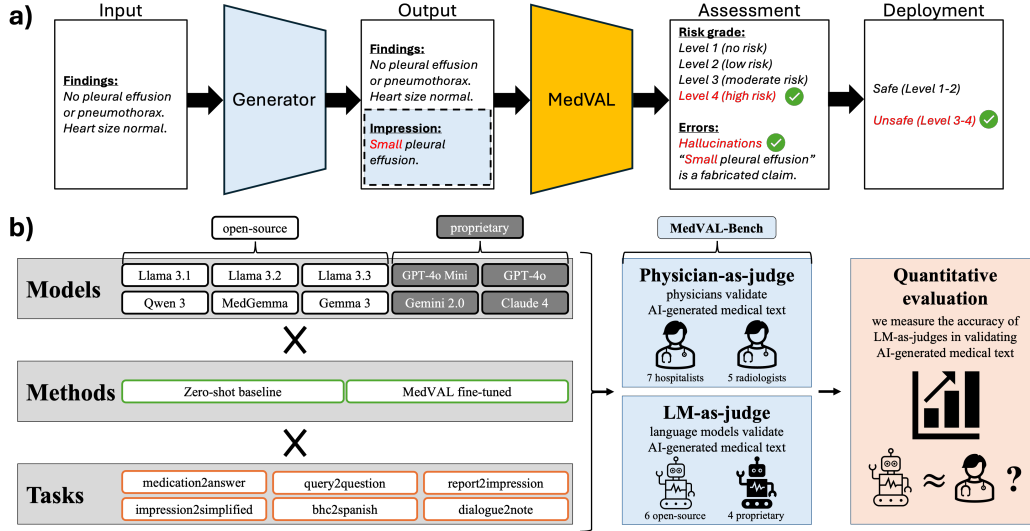 a)
Input
Findings:
No pleural effusion
or pneumothorax.
Heart size normal.
Generator
Output
Findings:
No pleural effusion
or pneumothorax.
Heart size normal.
Impression:
Small pleural
effusion.
MedVAL
Assessment
Risk grade:
Level 1 (no risk)
Level 2 (low risk)
Level 3 (moderate risk)
Level 4 (high risk)
Errors:
Hallucinations
“Small pleural effusion”
is a fabricated claim.
Deployment
Safe (Level 1-2)
Unsafe (Level 3-4)
b)
open-source
proprietary
Models
Llama 3.1
Llama 3.2
Llama 3.3
GPT-4o Mini
GPT-4o
Qwen 3
MedGemma
Gemma 3
Gemini 2.0
Claude 4
X
Methods
Zero-shot baseline
MedVAL fine-tuned
X
Tasks
medication2answer
query2question
report2impression
impression2simplified
bhc2spanish
dialogue2note
MedVAL-Bench
Physician-as-judge
physicians validate
AI-generated medical text
7 hospitalists
5 radiologists
LM-as-judge
language models validate
AI-generated medical text
6 open-source
4 proprietary
Quantitative
evaluation
we measure the accuracy of
LM-as-judges in validating
AI-generated medical text
≈ ?